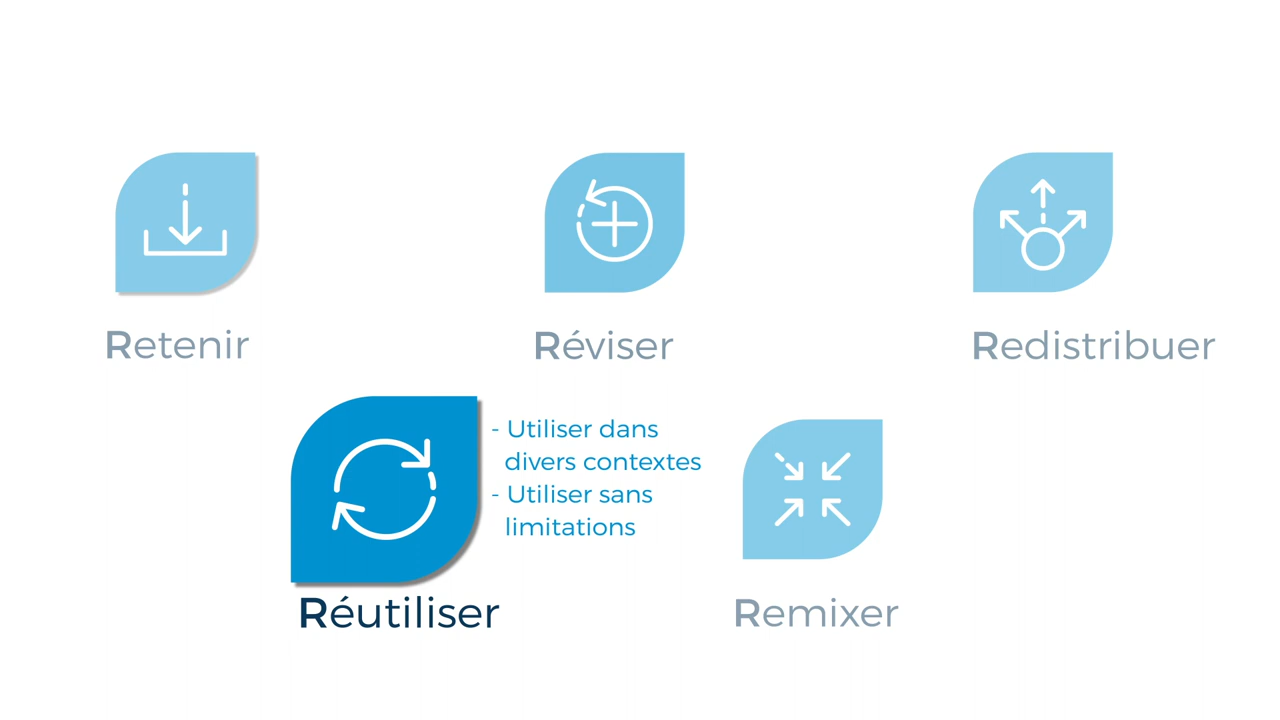 Retenir
Réviser
Redistribuer
- Utiliser dans
divers contextes
- Utiliser sans
limitations
Réutiliser
Remixer